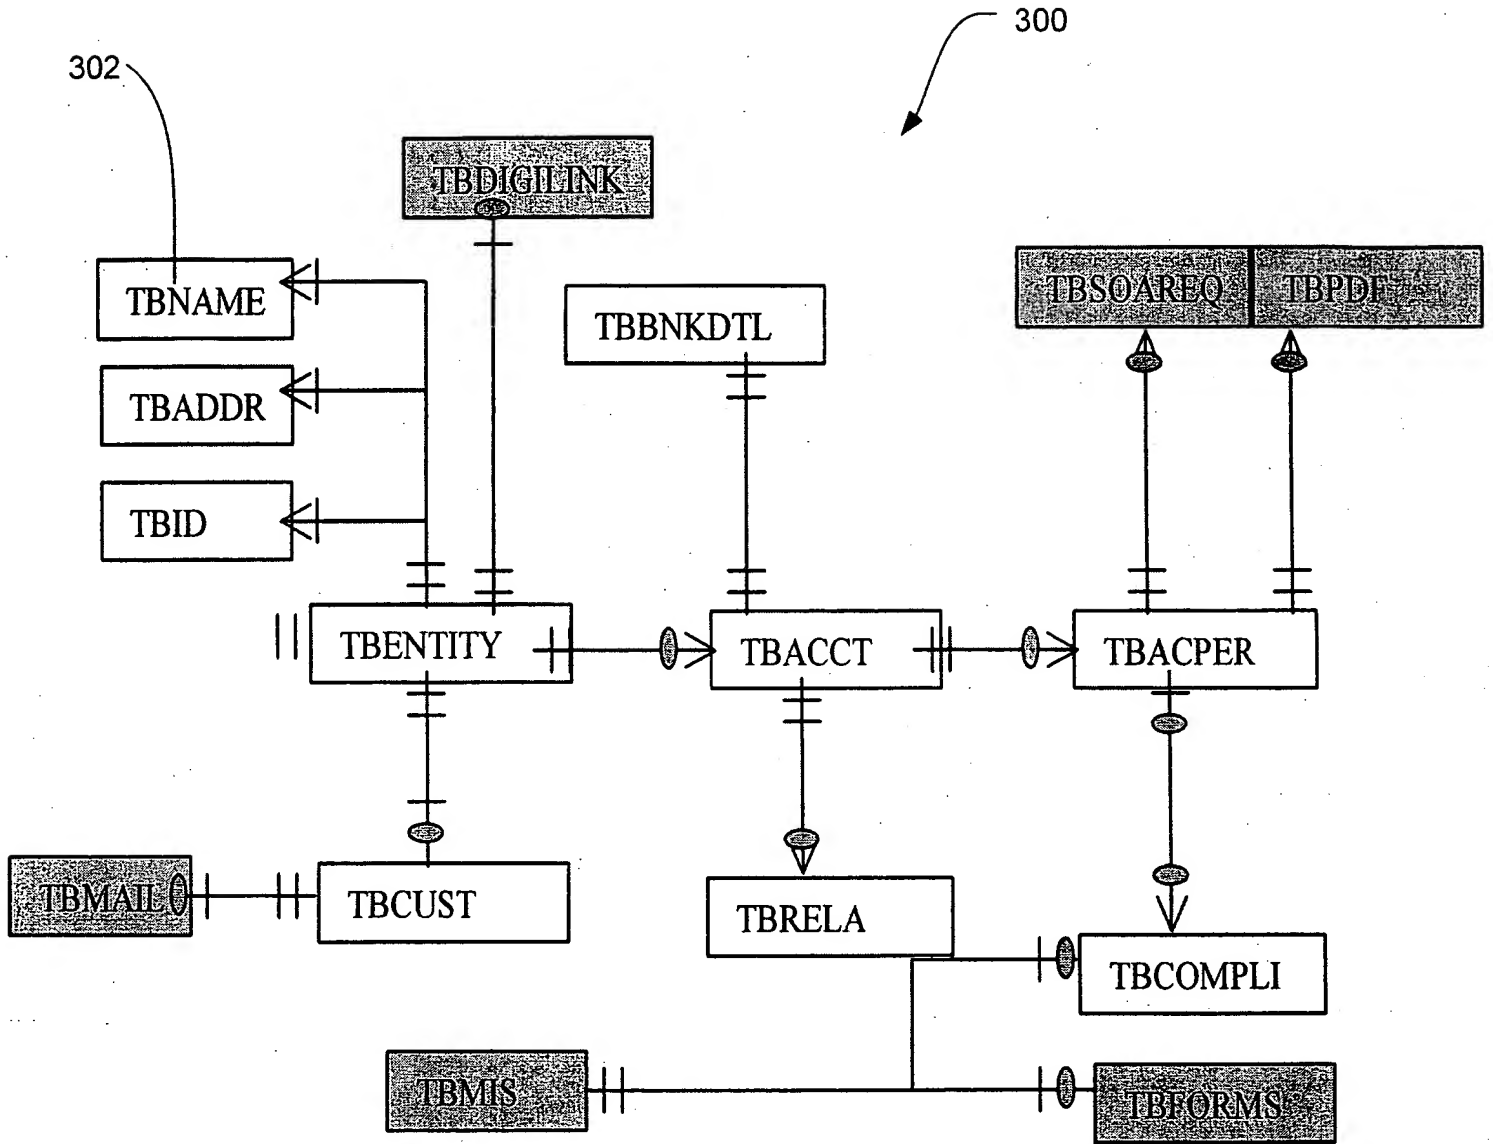 300
302
TBDIGILINK
TBNAME
TBBNKDTL
TBSOAREQ
TBPDF
TBADDR
TBID
TBENTITY
TBACCT
TBACPER
TBMAIL
TBCUST
TBRELA
TBCOMPLI
TBMIS
TBFORMS